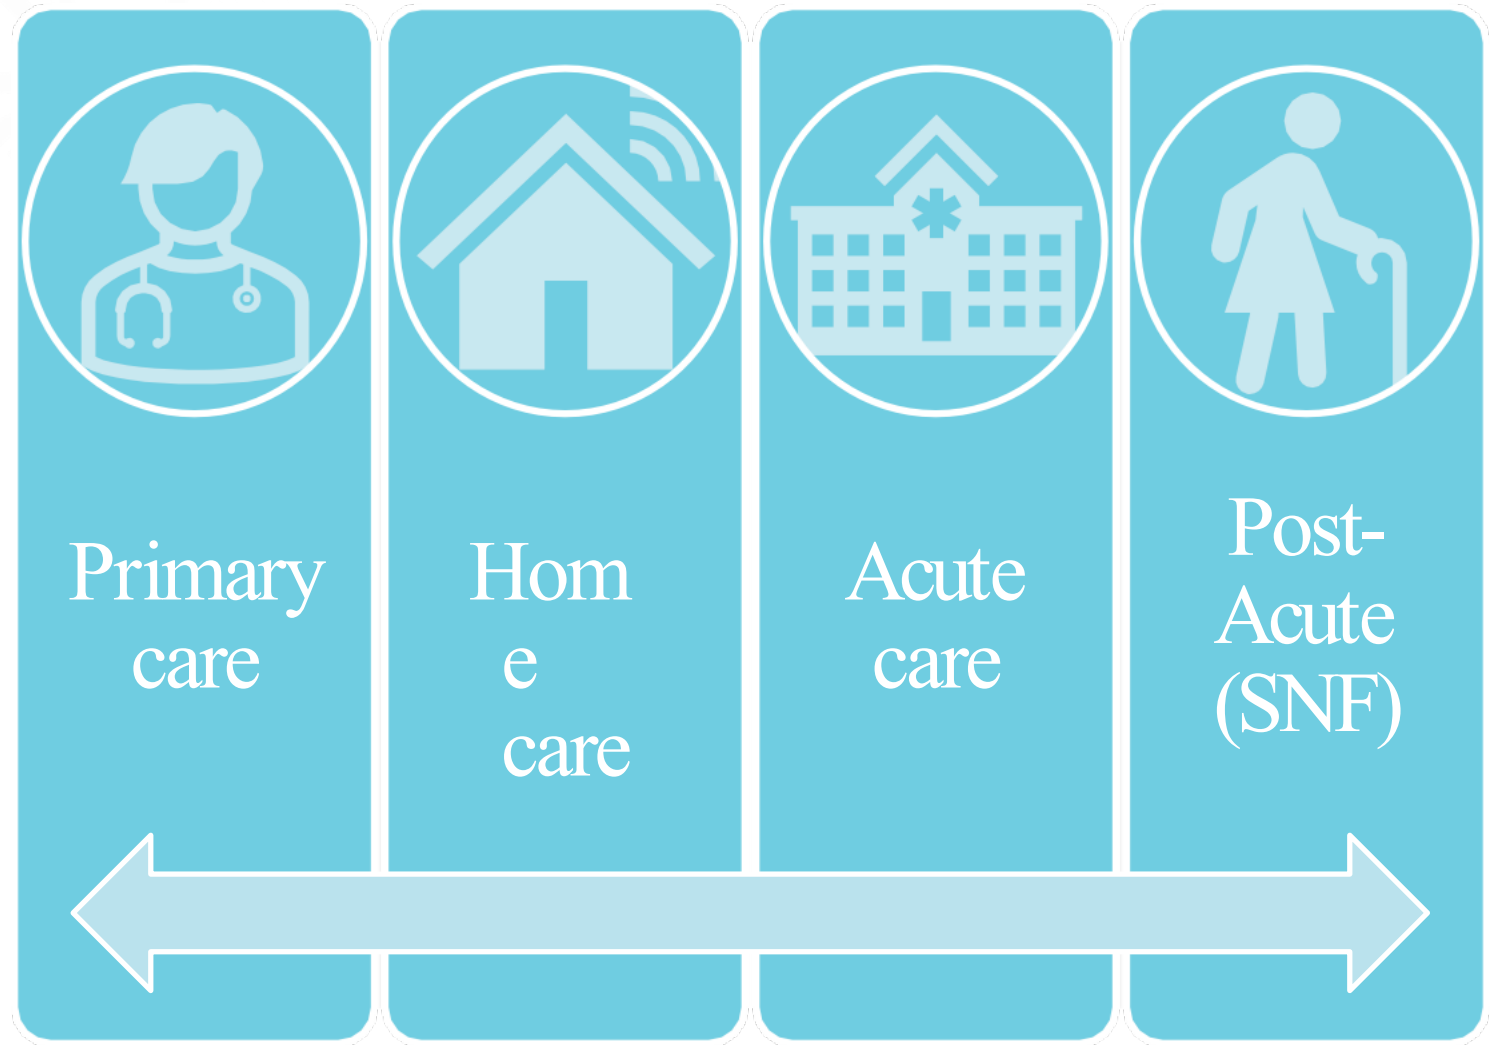 Primary
care
Hom
e
care
Acute
care
Post-
Acute
(SNF)